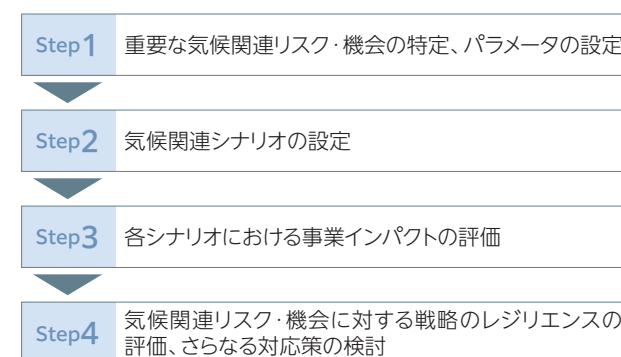 Step1 重要な気候関連リスク·機会の特定、パラメータの設定
Step2 気候関連シナリオの設定
Step3 各シナリオにおける事業インパクトの評価
Step4 気候関連リスク·機会に対する戦略のレジリエンスの
評価、さらなる対応策の検討